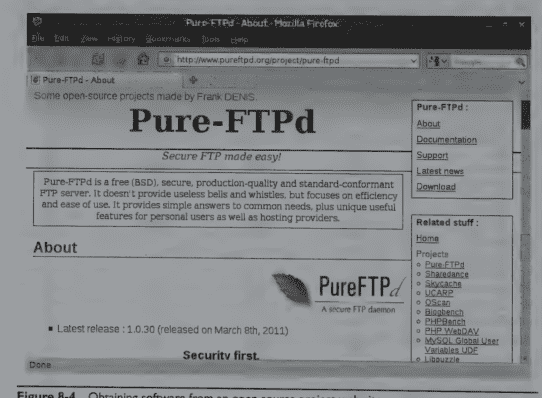 Pure-FTPd - About - Mozilla Firefox
File Edit View History Bookmarks Tools Help
http://www.pureftpd.org/project/pure-ftpd
Pure-FTPd - About
Some open-source projects made by Frank DENIS.
Pure-FTPd
Secure FTP made easy!
Pure-FTPd is a free (BSD), secure, production-quality and standard-conformant
FTP server. It doesn't provide useless bells and whistles, but focuses on efficiency
and ease of use. It provides simple answers to common needs, plus unique useful
features for personal users as well as hosting providers.
About
PureFTPd
A secure FTP daemon
Latest release : 1.0.30 (released on March 8th, 2011)
Security first.
Pure-FTPd :
About
Documentation
Support
Latest news
Download
Related stuff :
Home
Projects
Pure-FTPd
Sharedance
Skycache
UCARP
OScan
Blogbench
PHPBench
PHP WebDAV
MySQL Global User
Variables UDF
Libpuzzle
Done
Figure 8-4 Obtaining software from an open source project